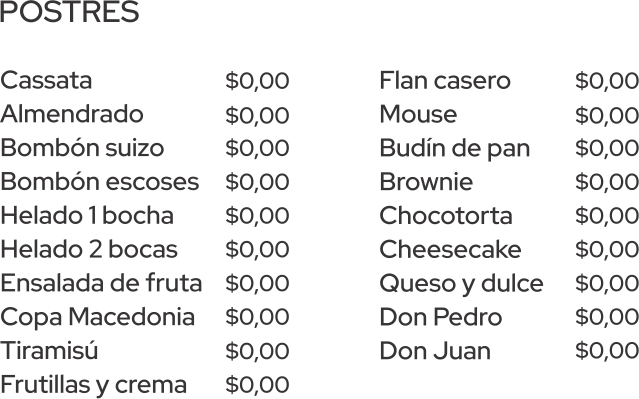 POSTRES
Cassata $0,00
Almendrado $0,00
Bombón suizo $0,00
Bombón escoses $0,00
Helado 1 bocha $0,00
Helado 2 bocas $0,00
Ensalada de fruta $0,00
Copa Macedonia $0,00
Tiramisú $0,00
Frutillas y crema $0,00
Flan casero $0,00
Mouse $0,00
Budín de pan $0,00
Brownie $0,00
Chocotorta $0,00
Cheesecake $0,00
Queso y dulce $0,00
Don Pedro $0,00
Don Juan $0,00